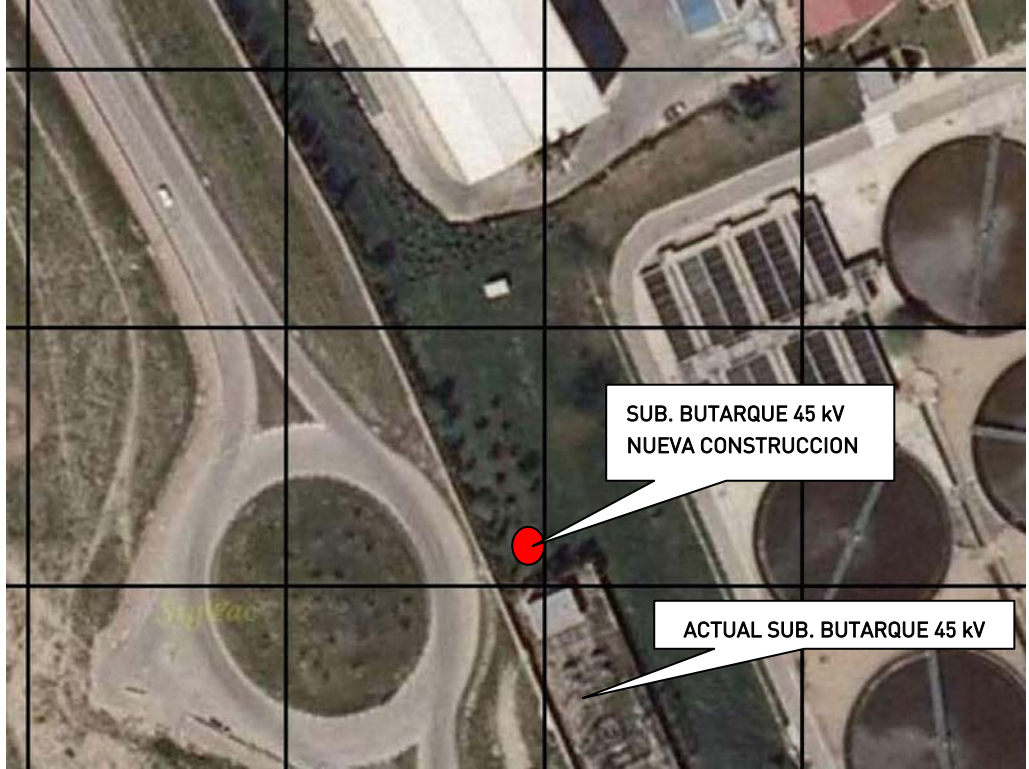 SUB. BUTARQUE 45 kV
NUEVA CONSTRUCCION
ACTUAL SUB. BUTARQUE 45 kV